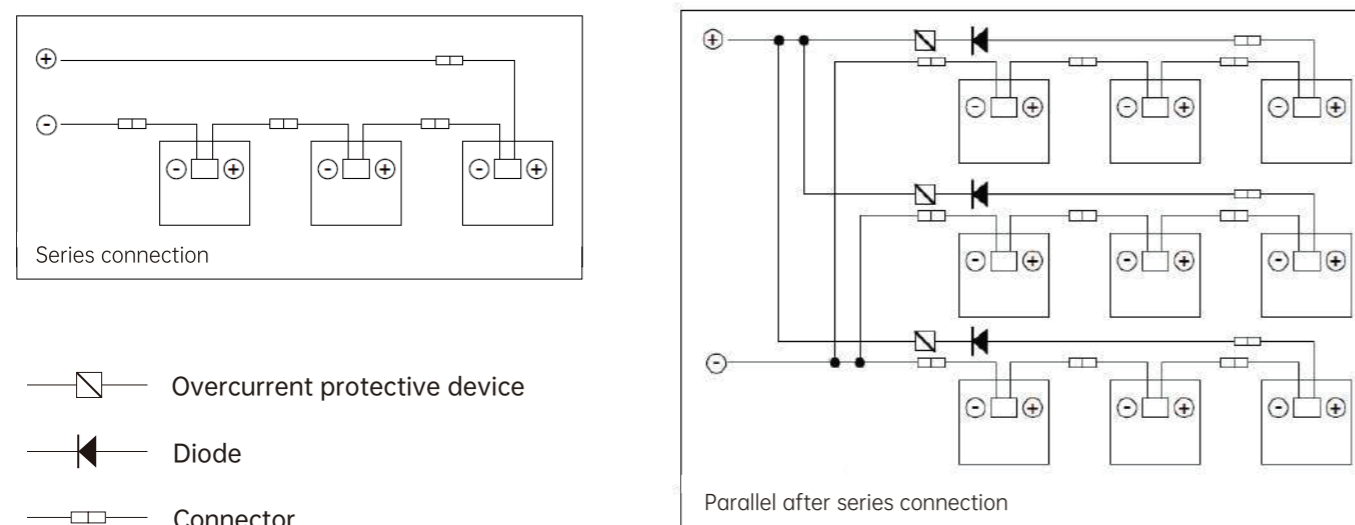 ⊕
⊖
⊖ ⊕ ⊖ ⊕ ⊖ ⊕
Series connection
Overcurrent protective device
Diode
Connector
⊕
⊖ ⊕ ⊖ ⊕ ⊖ ⊕
⊖ ⊕ ⊖ ⊕ ⊖ ⊕
⊖
⊖ ⊕ ⊖ ⊕ ⊖ ⊕
Parallel after series connection